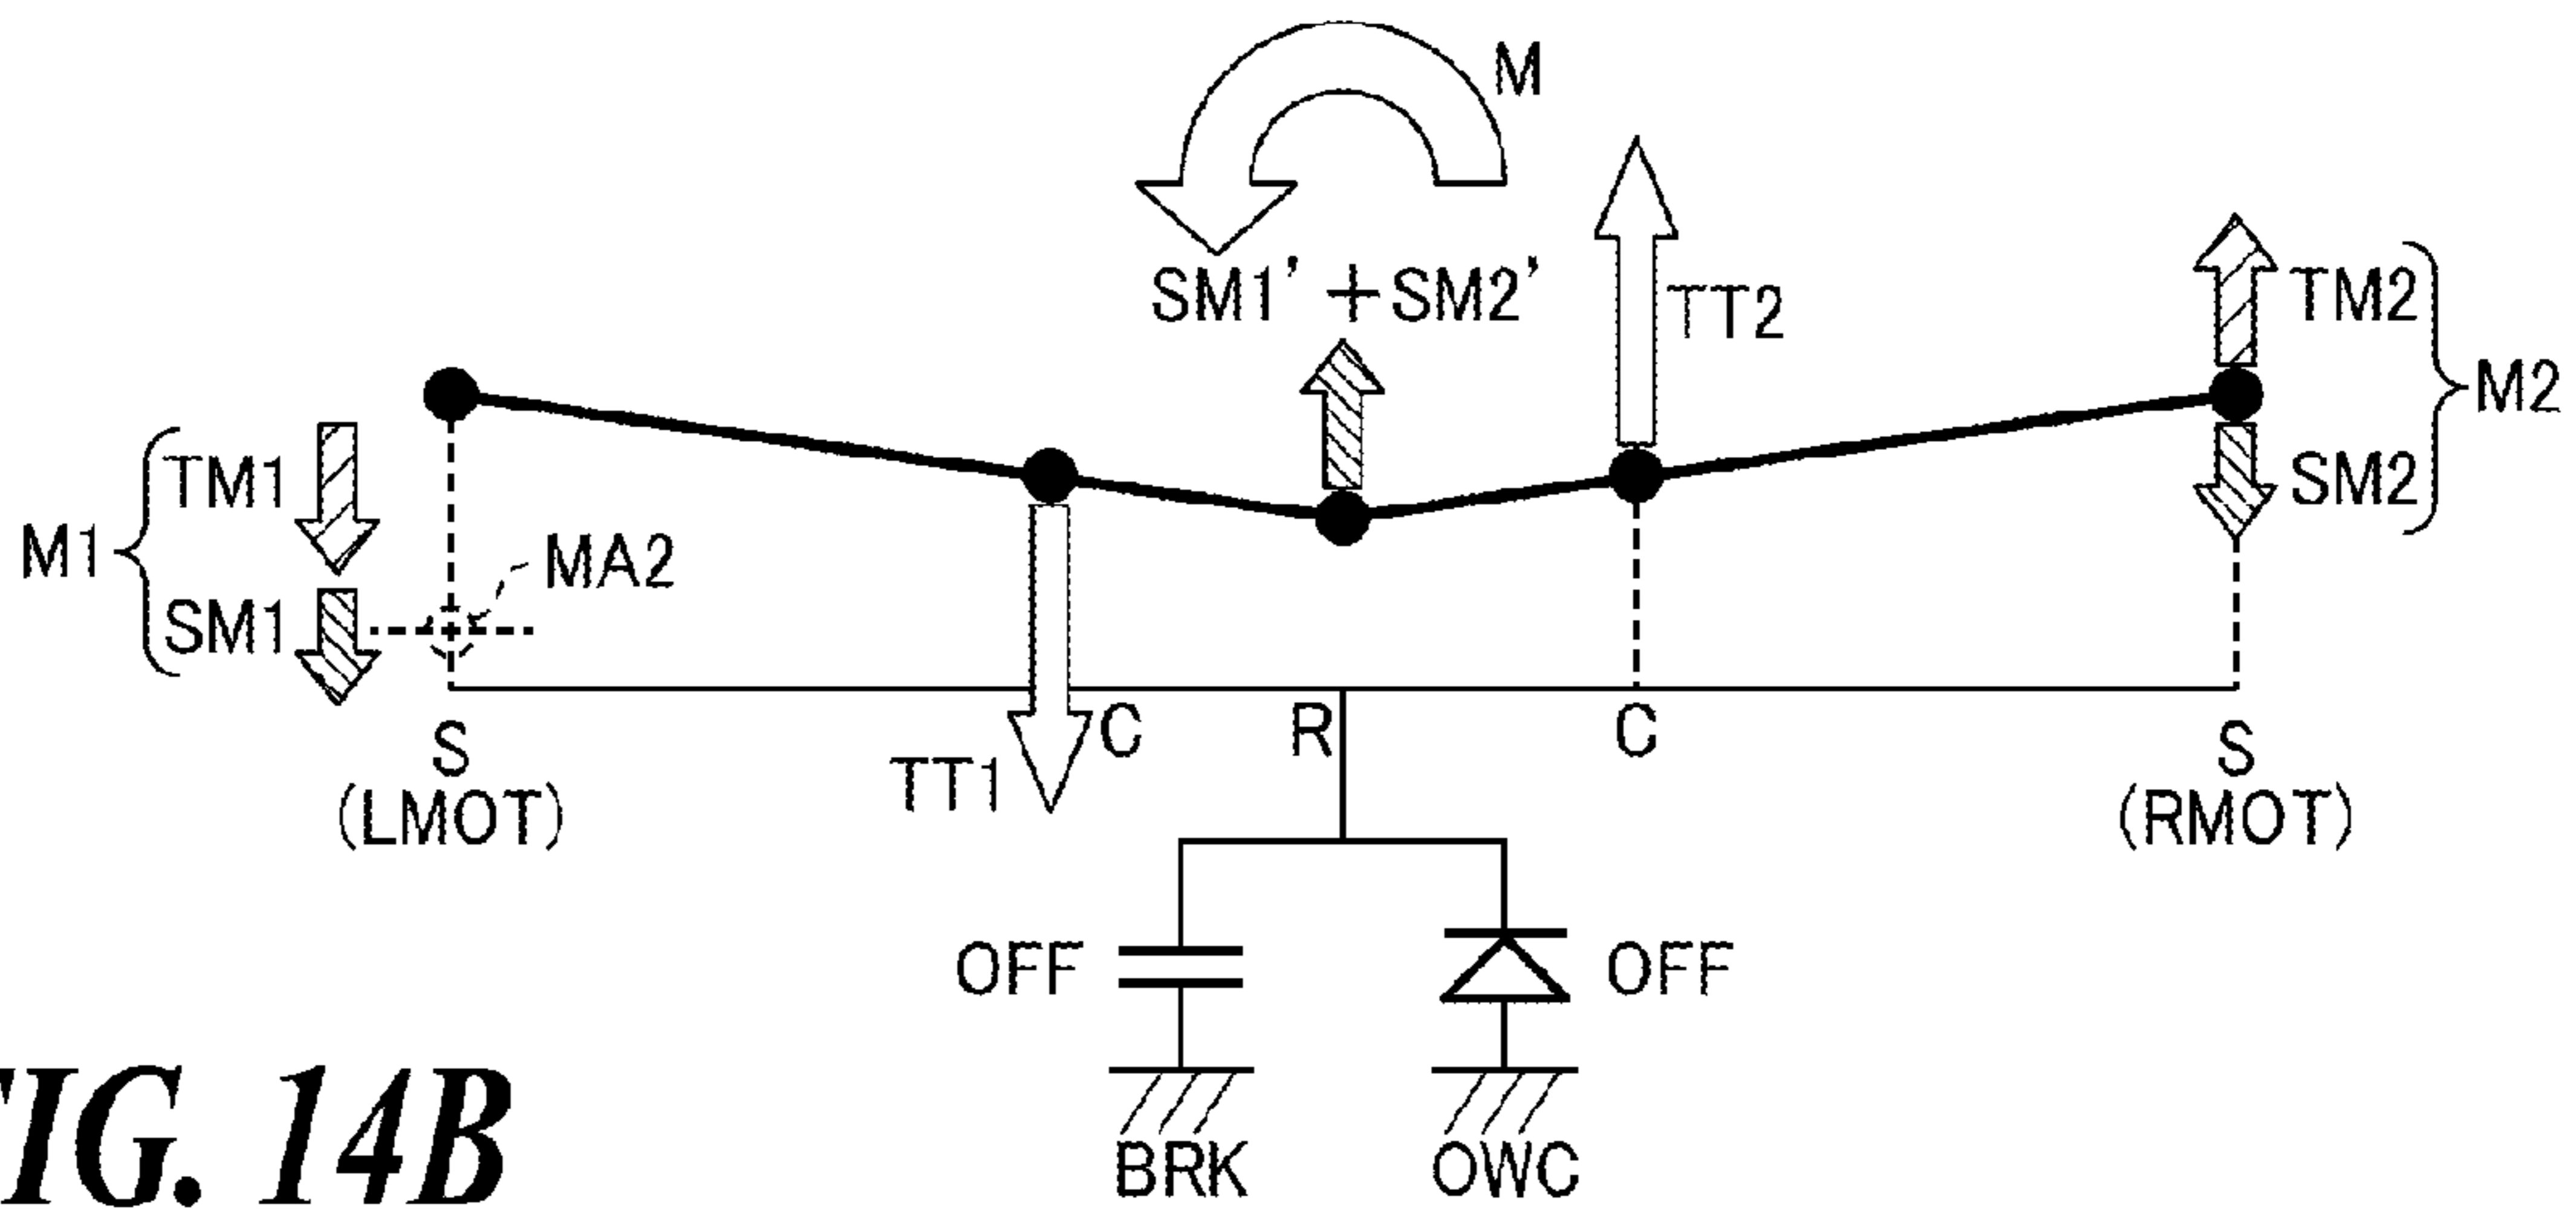 M
SM1' + SM2'
TT2
TM2
M2
SM2
TM1
M1
SM1
MA2
S
(LMOT)
TT1
C
R
C
S
(RMOT)
OFF
OFF
BRK
OWC
FIG. 14B